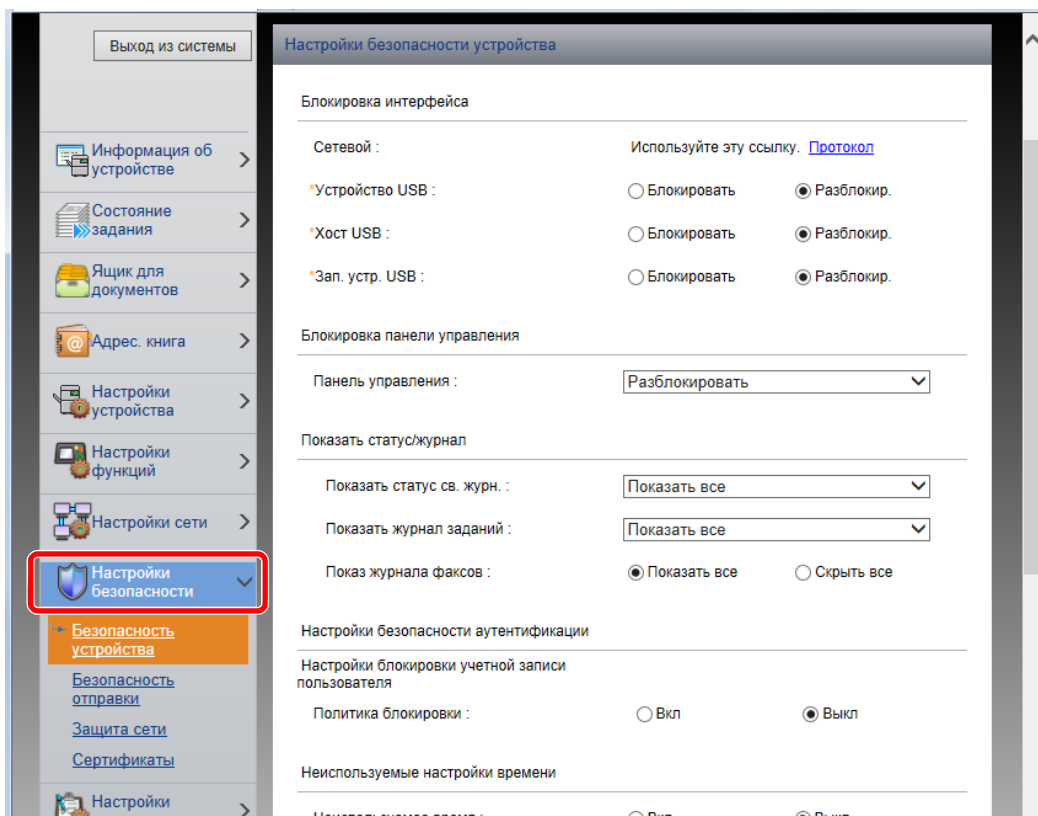 Выход из системы
Информация об
устройстве
Состояние
задания
Ящик для
документов
Адрес. книга
Настройки
устройства
Настройки
функций
Настройки сети
Настройки
безопасности
Безопасность
устройства
Безопасность
отправки
Защита сети
Сертификаты
Настройки
Настройки безопасности устройства
Блокировка интерфейса
Сетевой : Используйте эту ссылку. Протокол
*Устройство USB : Блокировать Разблокир.
*Хост USB : Блокировать Разблокир.
*Зап. устр. USB : Блокировать Разблокир.
Блокировка панели управления
Панель управления : Разблокировать
Показать статус/журнал
Показать статус св. журн. : Показать все
Показать журнал заданий : Показать все
Показ журнала факсов : Показать все Скрыть все
Настройки безопасности аутентификации
Настройки блокировки учетной записи
пользователя
Политика блокировки : Вкл Выкл
Неиспользуемые настройки времени
Неиспользуемое время : Вкл Выкл